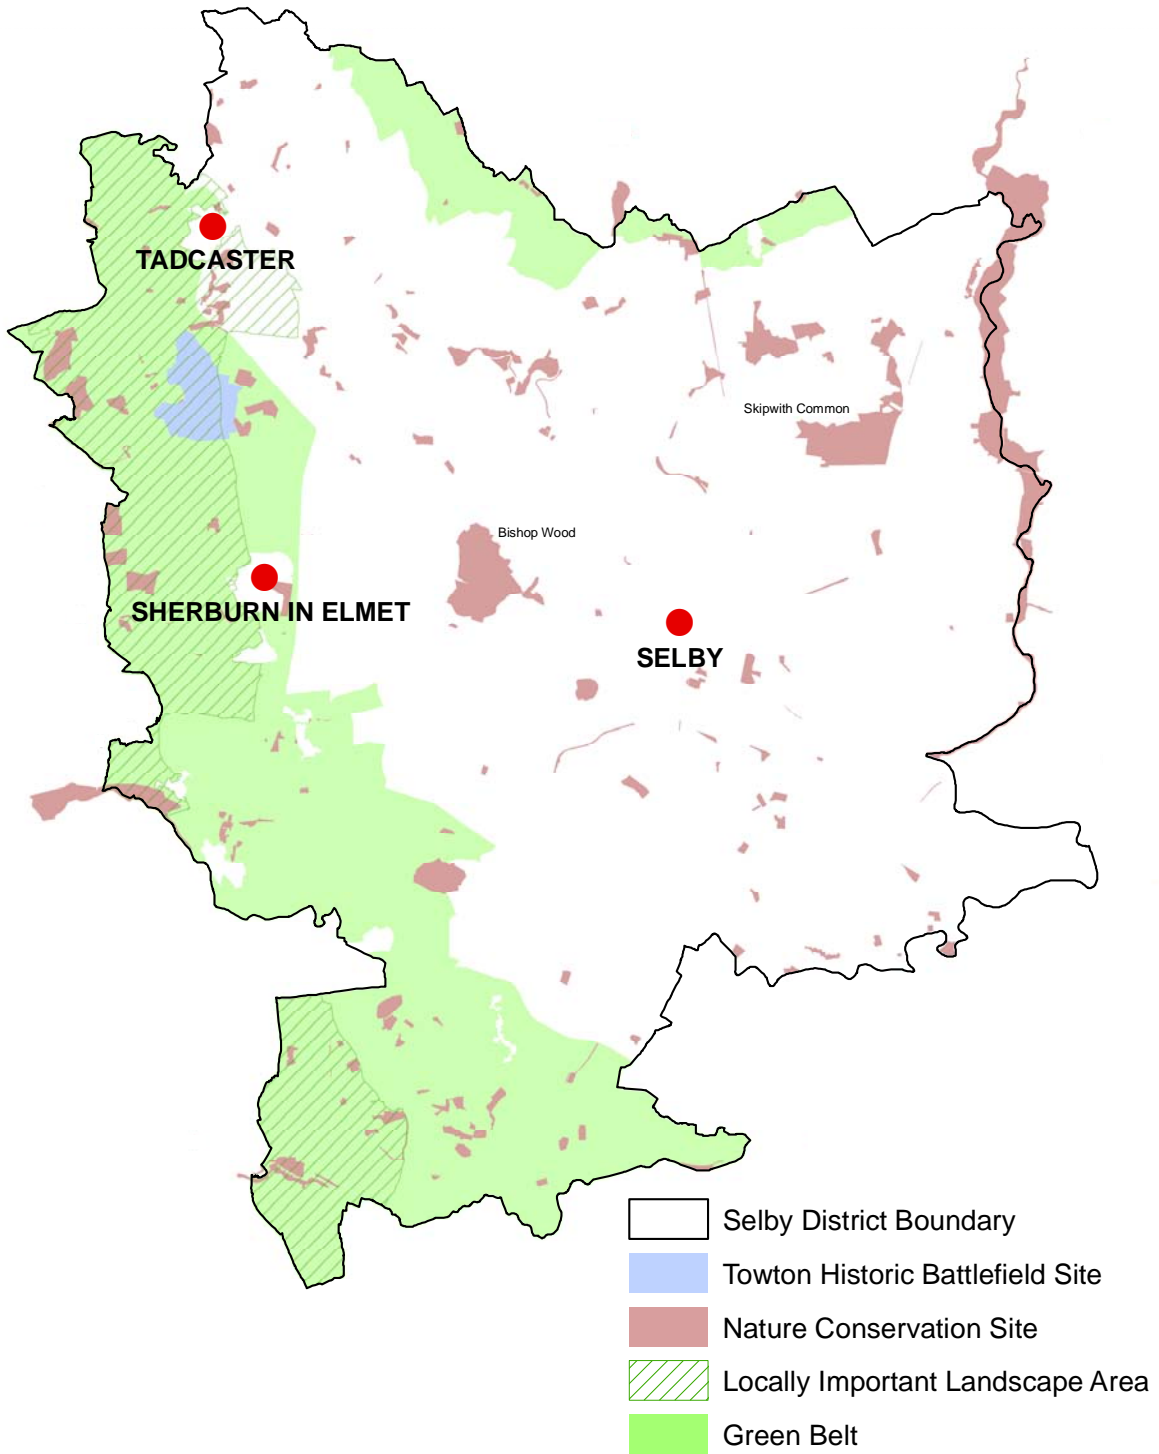 TADCASTER
Skipwith Common
Bishop Wood
SHERBURN IN ELMET
SELBY
Selby District Boundary
Towton Historic Battlefield Site
Nature Conservation Site
Locally Important Landscape Area
Green Belt